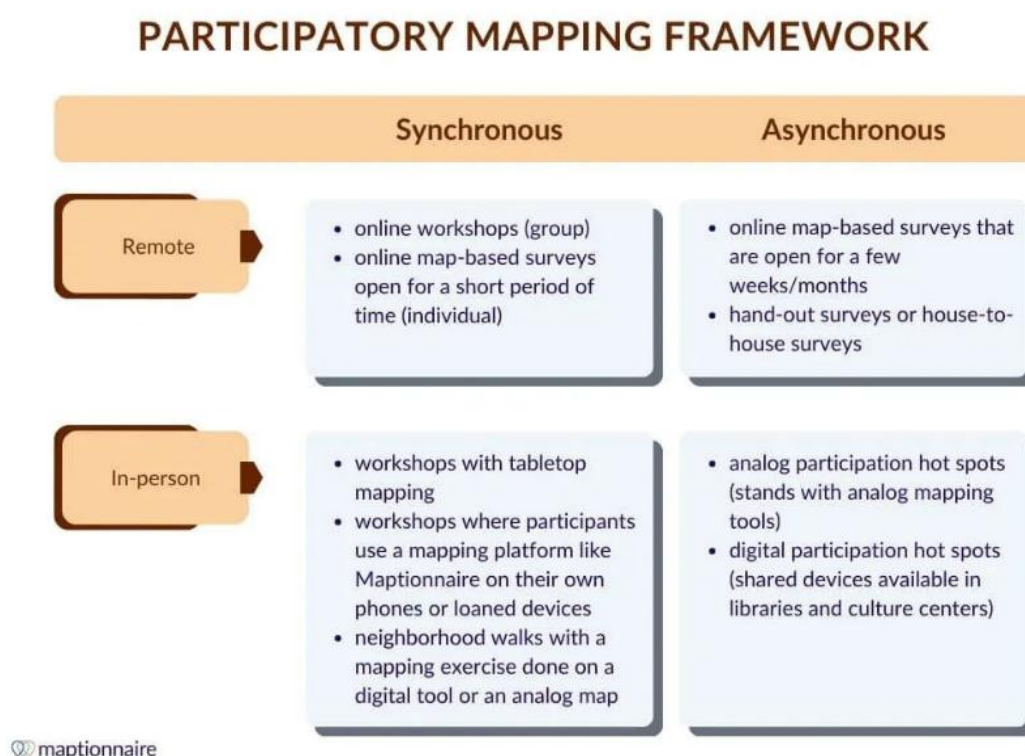 PARTICIPATORY MAPPING FRAMEWORK
Synchronous
Asynchronous
Remote
• online workshops (group)
• online map-based surveys
open for a short period of
time (individual)
• online map-based surveys that
are open for a few
weeks/months
• hand-out surveys or house-to-
house surveys
In-person
• workshops with tabletop
mapping
• workshops where participants
use a mapping platform like
Maptionnaire on their own
phones or loaned devices
• neighborhood walks with a
mapping exercise done on a
digital tool or an analog map
• analog participation hot spots
(stands with analog mapping
tools)
• digital participation hot spots
(shared devices available in
libraries and culture centers)
maptionnaire